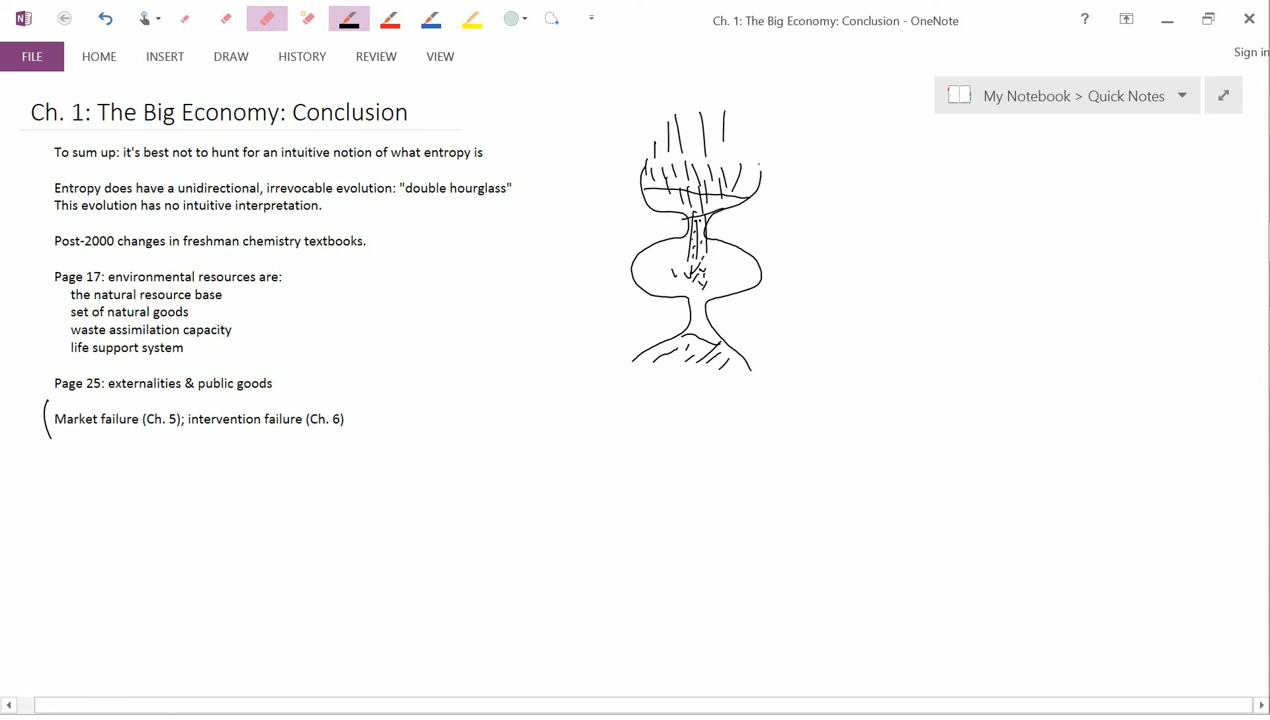 Ch. 1: The Big Economy: Conclusion - OneNote
?
FILE
HOME
INSERT
DRAW
HISTORY
REVIEW
VIEW
Sign in
My Notebook > Quick Notes
Ch. 1: The Big Economy: Conclusion
To sum up: it's best not to hunt for an intuitive notion of what entropy is
Entropy does have a unidirectional, irrevocable evolution: "double hourglass"
This evolution has no intuitive interpretation.
Post-2000 changes in freshman chemistry textbooks.
Page 17: environmental resources are:
the natural resource base
set of natural goods
waste assimilation capacity
life support system
Page 25: externalities & public goods
Market failure (Ch. 5); intervention failure (Ch. 6)